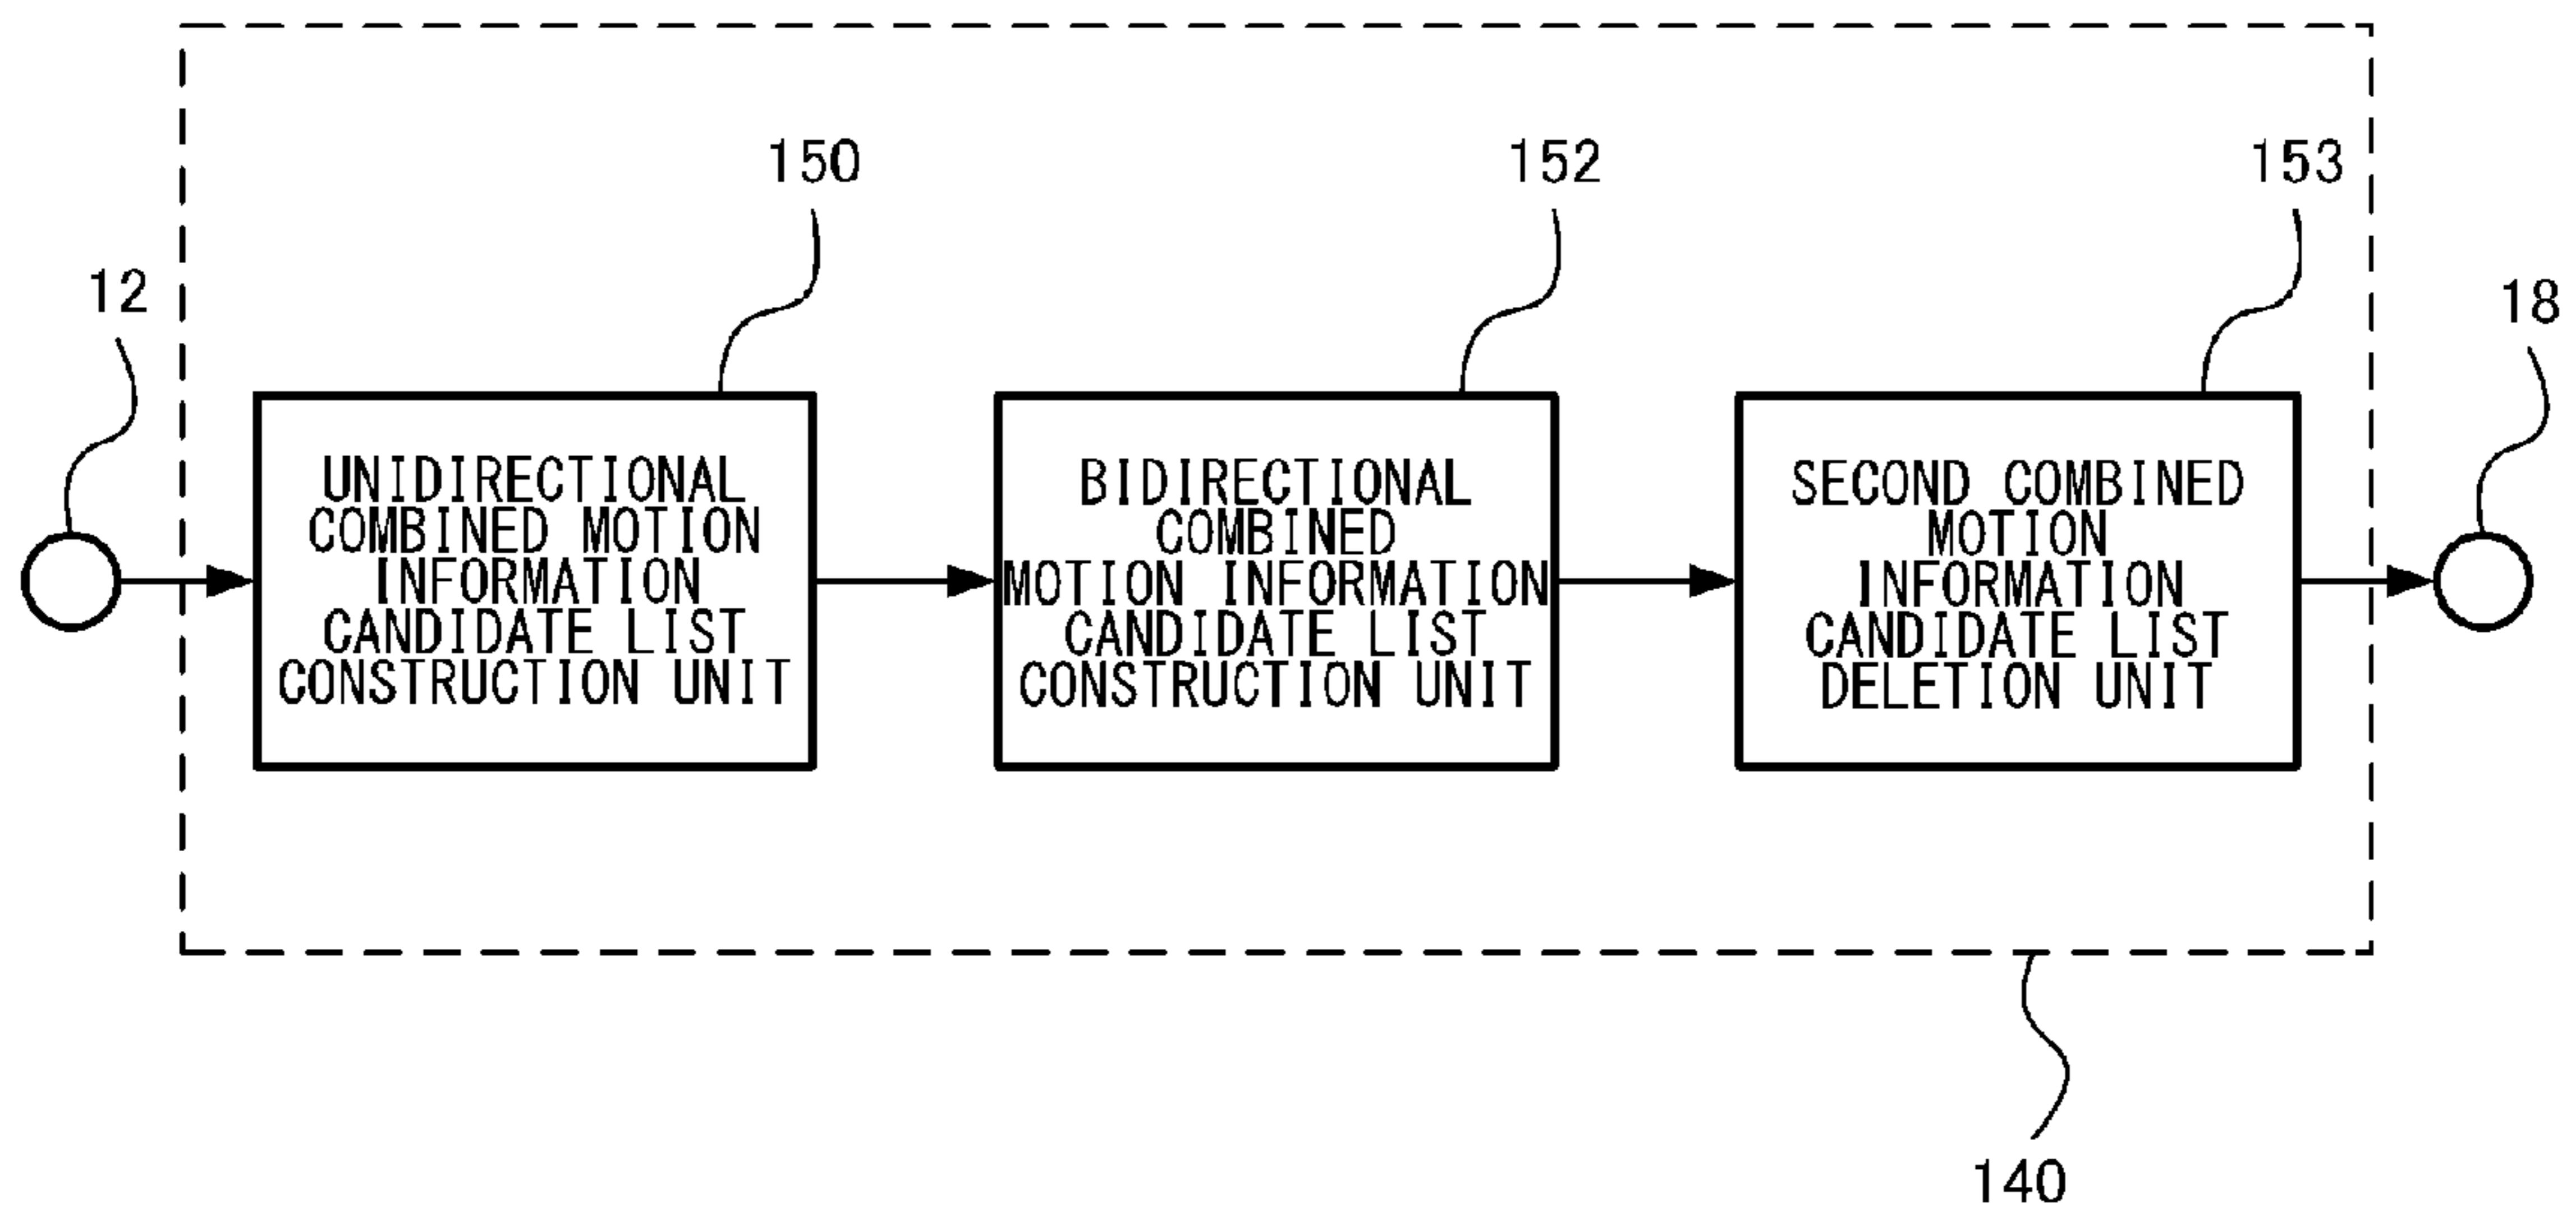 150
152
153
12
18
UNIDIRECTIONAL
COMBINED MOTION
INFORMATION
CANDIDATE LIST
CONSTRUCTION UNIT
BIDIRECTIONAL
COMBINED
MOTION INFORMATION
CANDIDATE LIST
CONSTRUCTION UNIT
SECOND COMBINED
MOTION
INFORMATION
CANDIDATE LIST
DELETION UNIT
140